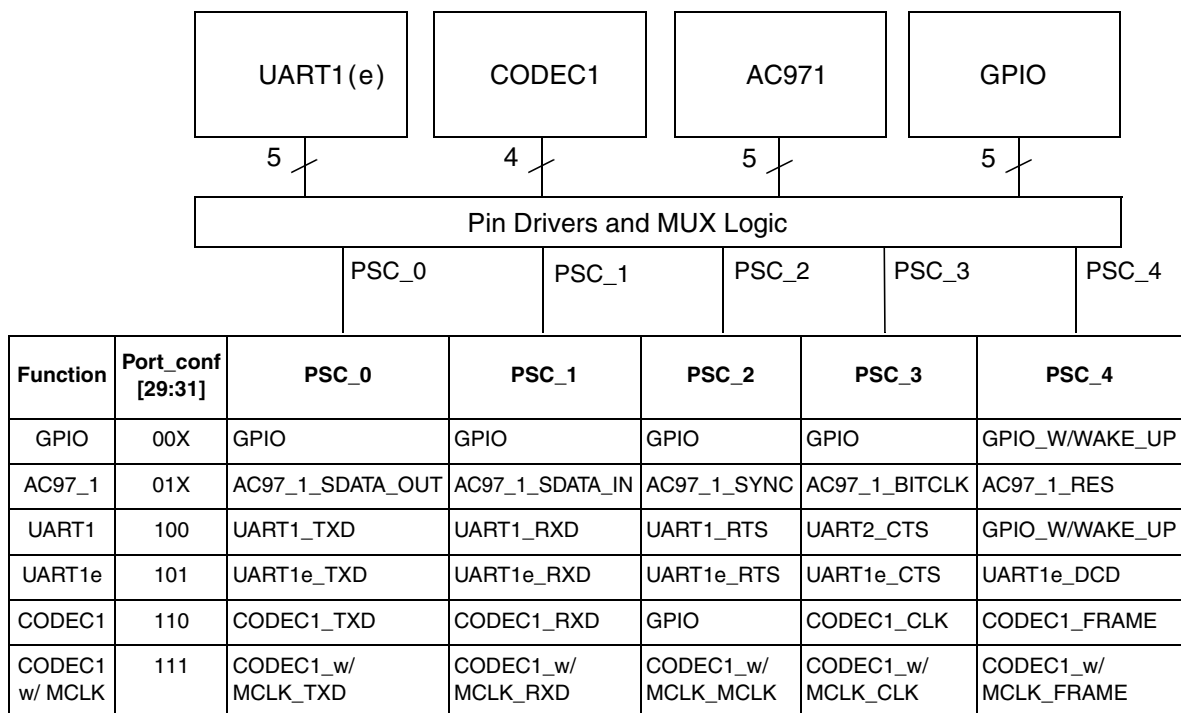 UART1(e) CODEC1 AC971 GPIO
5 4 5 5
Pin Drivers and MUX Logic
PSC_0 PSC_1 PSC_2 PSC_3 PSC_4
Function Port_conf [29:31] PSC_0 PSC_1 PSC_2 PSC_3 PSC_4
GPIO 00X GPIO GPIO GPIO GPIO GPIO_W/WAKE_UP
AC97_1 01X AC97_1_SDATA_OUT AC97_1_SDATA_IN AC97_1_SYNC AC97_1_BITCLK AC97_1_RES
UART1 100 UART1_TXD UART1_RXD UART1_RTS UART2_CTS GPIO_W/WAKE_UP
UART1e 101 UART1e_TXD UART1e_RXD UART1e_RTS UART1e_CTS UART1e_DCD
CODEC1 110 CODEC1_TXD CODEC1_RXD GPIO CODEC1_CLK CODEC1_FRAME
CODEC1 111 CODEC1_w/ CODEC1_w/ CODEC1_w/ CODEC1_w/ CODEC1_w/
w/ MCLK MCLK_TXD MCLK_RXD MCLK_MCLK MCLK_CLK MCLK_FRAME